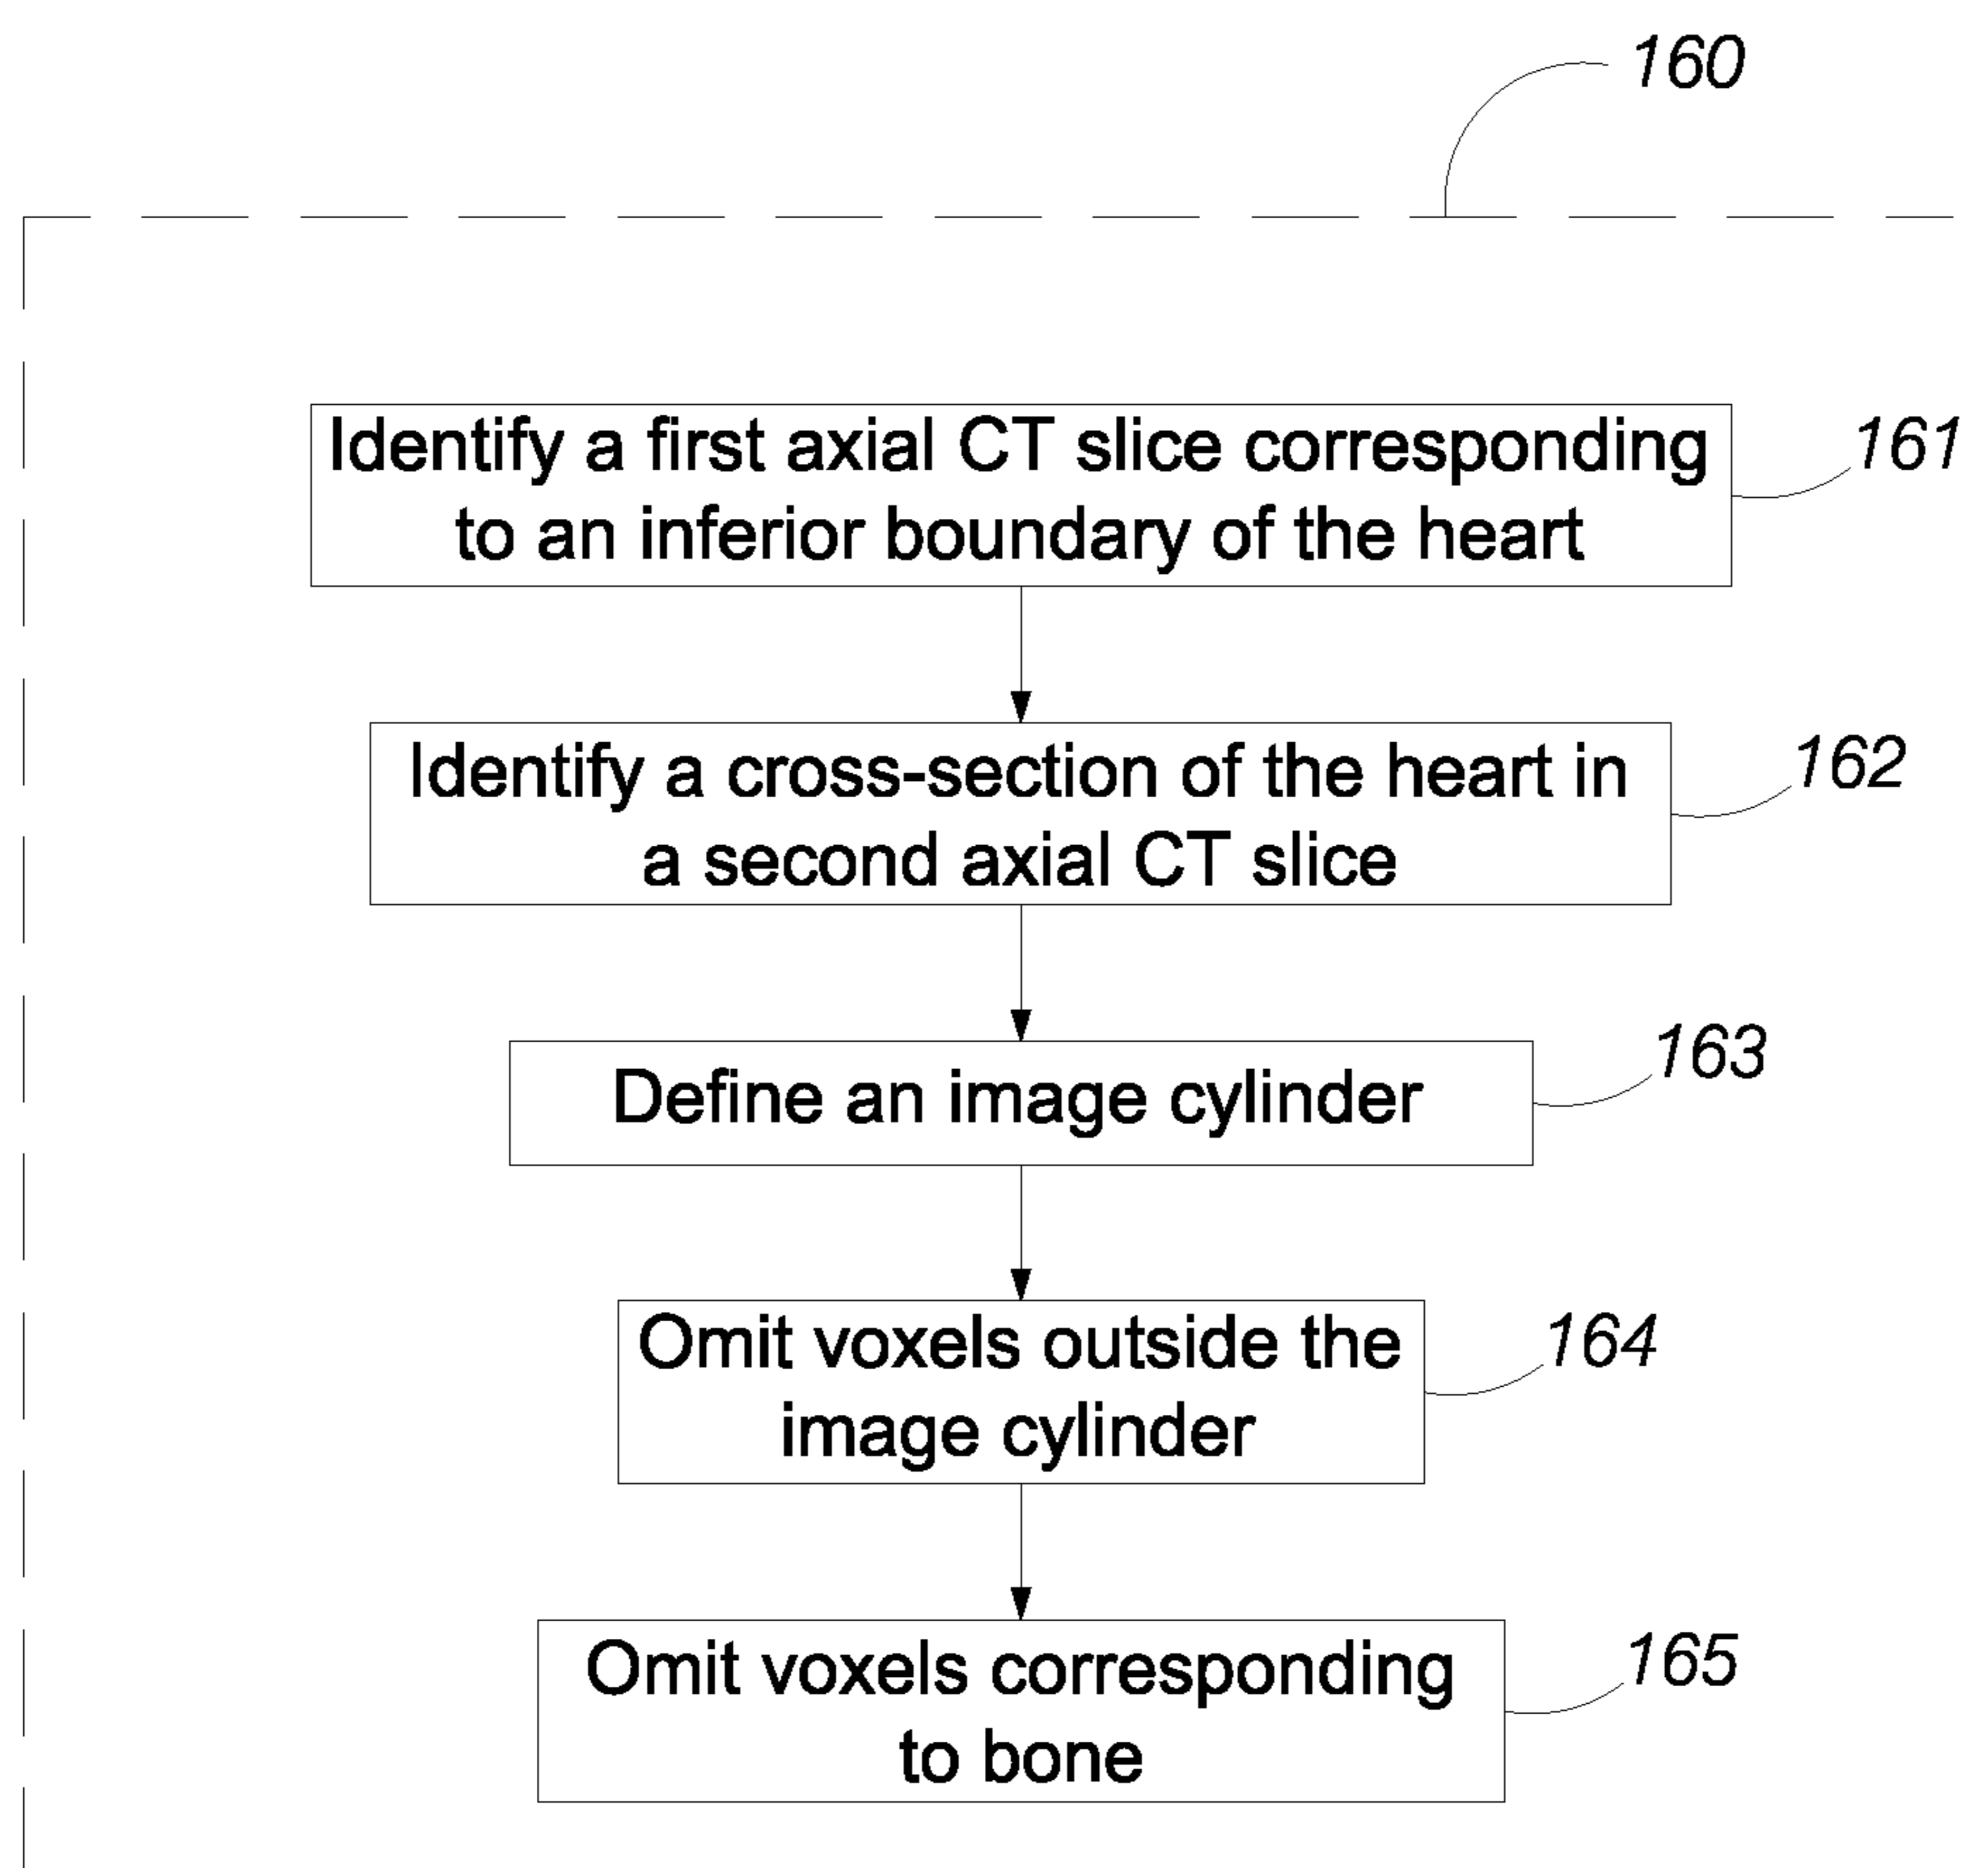 160
Identify a first axial CT slice corresponding
to an inferior boundary of the heart
161
Identify a cross-section of the heart in
a second axial CT slice
162
Define an image cylinder
163
Omit voxels outside the
image cylinder
164
Omit voxels corresponding
to bone
165